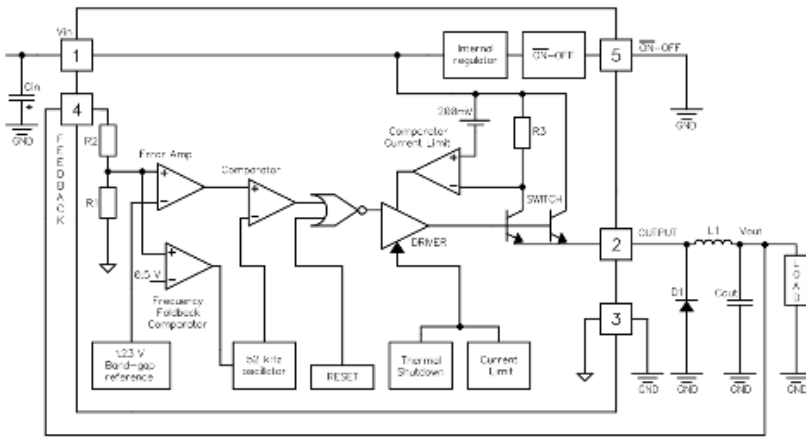 Vin
1
Internal
regulator
ON-OFF
5
ON-OFF
Cin
4
200mV
GND
GND
R2
R3
FEEDBACK
Comparator
Current Limit
Error Amp
Comparator
R1
SWITCH
DRIVER
2
OUTPUT
L1
Vout
0.5 V
D1
Cout
LOAD
Frequency
Foldback
Comparator
3
1.23 V
Band-gap
reference
52 kHz
oscillator
RESET
Thermal
Shutdown
Current
Limit
GND
GND
GND
GND